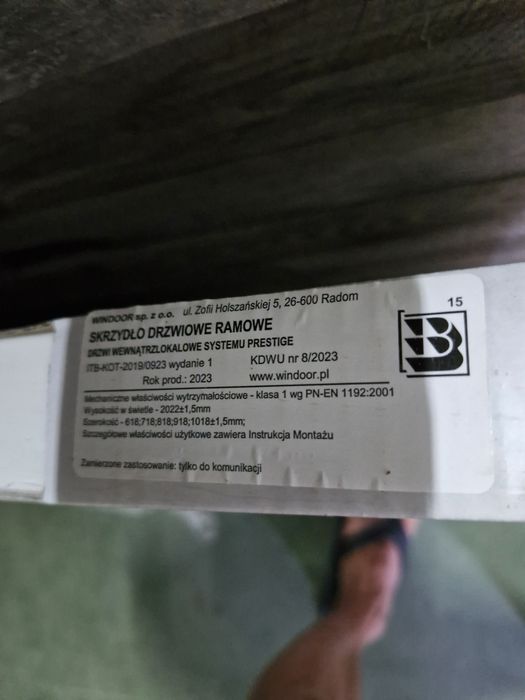 WINDOOR sp. z o.o. ul. Zofii Holszańskiej 5, 26-600 Radom
15
SKRZYDŁO DRZWIOWE RAMOWE
DRZWI WEWNĄTRZLOKALOWE SYSTEMU PRESTIGE
ITB-KOT-2019/0923 wydanie 1 KDWU nr 8/2023
Rok prod.: 2023 www.windoor.pl
Mechaniczne właściwości wytrzymałościowe - klasa 1 wg PN-EN 1192:2001
Wysokość w świetle - 2022±1,5mm
Szerokość - 618;718;818;918;1018±1,5mm;
Szczegółowe właściwości użytkowe zawiera Instrukcja Montażu
Zamierzone zastosowanie: tylko do komunikacji